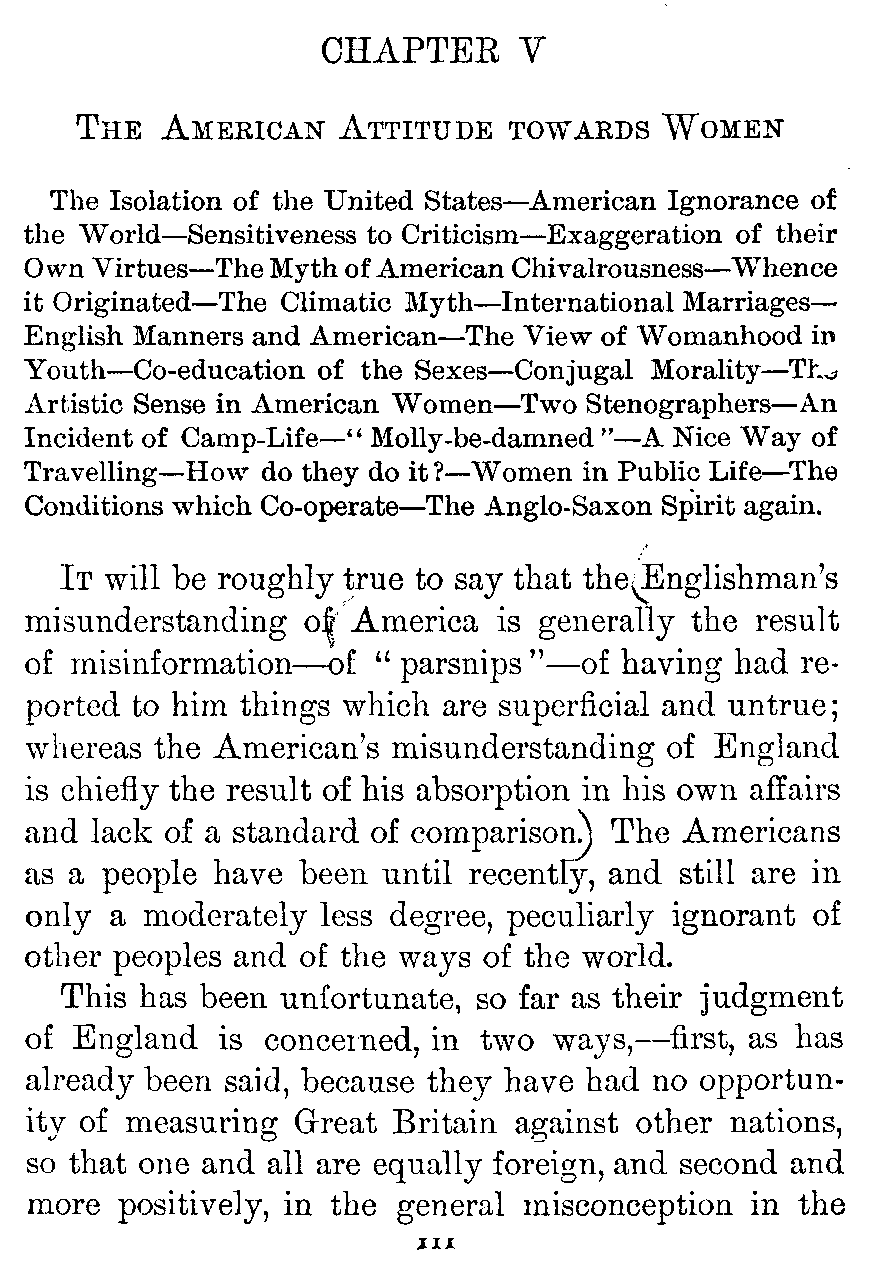 CHAPTER V
THE AMERICAN ATTITUDE TOWARDS WOMEN
The Isolation of the United States—American Ignorance of
the World—Sensitiveness to Criticism—Exaggeration of their
Own Virtues—The Myth of American Chivalrousness—Whence
it Originated—The Climatic Myth—International Marriages—
English Manners and American—The View of Womanhood in
Youth—Co-education of the Sexes—Conjugal Morality—The
Artistic Sense in American Women—Two Stenographers—An
Incident of Camp-Life—“ Molly-be-damned ”—A Nice Way of
Travelling—How do they do it?—Women in Public Life—The
Conditions which Co-operate—The Anglo-Saxon Spirit again.
IT will be roughly true to say that the Englishman’s
misunderstanding of America is generally the result
of misinformation—of “ parsnips ”—of having had re-
ported to him things which are superficial and untrue;
whereas the American’s misunderstanding of England
is chiefly the result of his absorption in his own affairs
and lack of a standard of comparison.) The Americans
as a people have been until recently, and still are in
only a moderately less degree, peculiarly ignorant of
other peoples and of the ways of the world.
This has been unfortunate, so far as their judgment
of England is concerned, in two ways,—first, as has
already been said, because they have had no opportun-
ity of measuring Great Britain against other nations,
so that one and all are equally foreign, and second and
more positively, in the general misconception in the
111